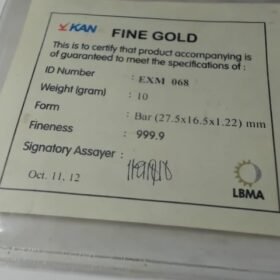 KAN FINE GOLD
This is to certify that product accompanying is
of guaranteed to meet the specifications of :
ID Number : EXM 068
Weight (gram) : 10
Form : Bar (27.5x16.5x1.22) mm
Fineness : 999.9
Signatory Assayer :
Oct. 11, 12
LBMA